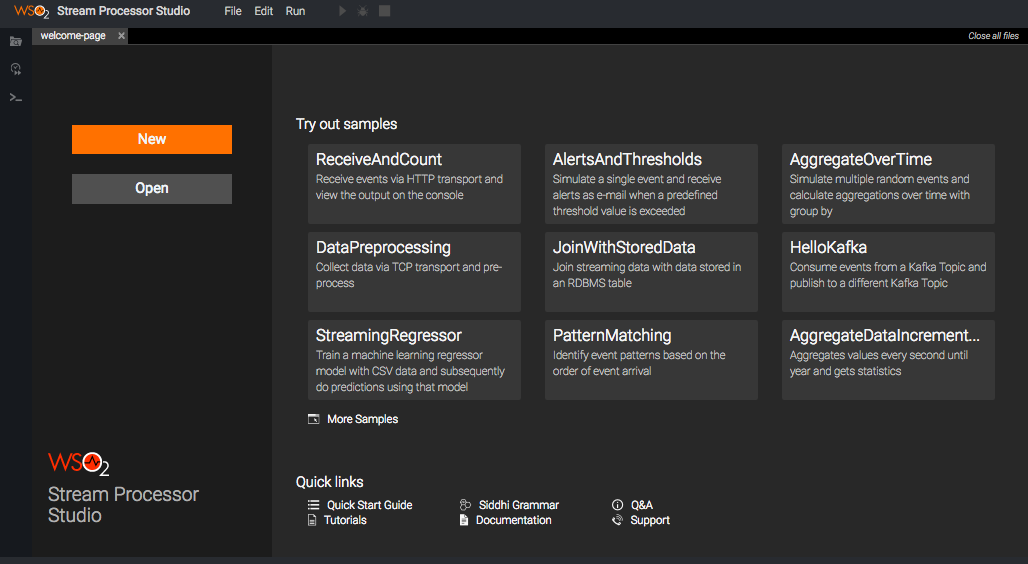 WSO2 Stream Processor Studio File Edit Run
welcome-page × Close all files
New
Open
Try out samples
ReceiveAndCount
Receive events via HTTP transport and
view the output on the console
AlertsAndThresholds
Simulate a single event and receive
alerts as e-mail when a predefined
threshold value is exceeded
AggregateOverTime
Simulate multiple random events and
calculate aggregations over time with
group by
DataPreprocessing
Collect data via TCP transport and pre-
process
JoinWithStoredData
Join streaming data with data stored in
an RDBMS table
HelloKafka
Consume events from a Kafka Topic and
publish to a different Kafka Topic
StreamingRegressor
Train a machine learning regressor
model with CSV data and subsequently
do predictions using that model
PatternMatching
Identify event patterns based on the
order of event arrival
AggregateDataIncrement...
Aggregates values every second until
year and gets statistics
More Samples
WSO2
Stream Processor
Studio
Quick links
Quick Start Guide Siddhi Grammar Q&A
Tutorials Documentation Support